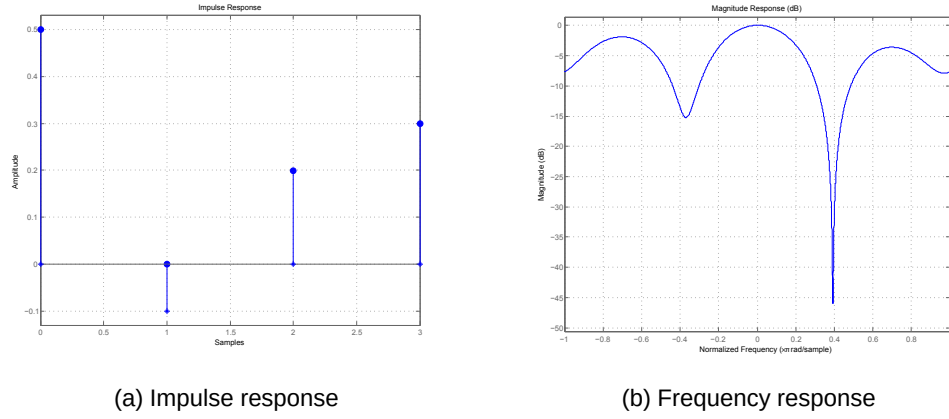 Impulse Response
0.5
0.4
0.3
0.2
0.1
0
−0.1
Amplitude
0 0.5 1 1.5 2 2.5 3
Samples
(a) Impulse response
Magnitude Response (dB)
0
−5
−10
−15
−20
−25
−30
−35
−40
−45
−50
Magnitude (dB)
−1 −0.8 −0.6 −0.4 −0.2 0 0.2 0.4 0.6 0.8
Normalized Frequency (×π rad/sample)
(b) Frequency response